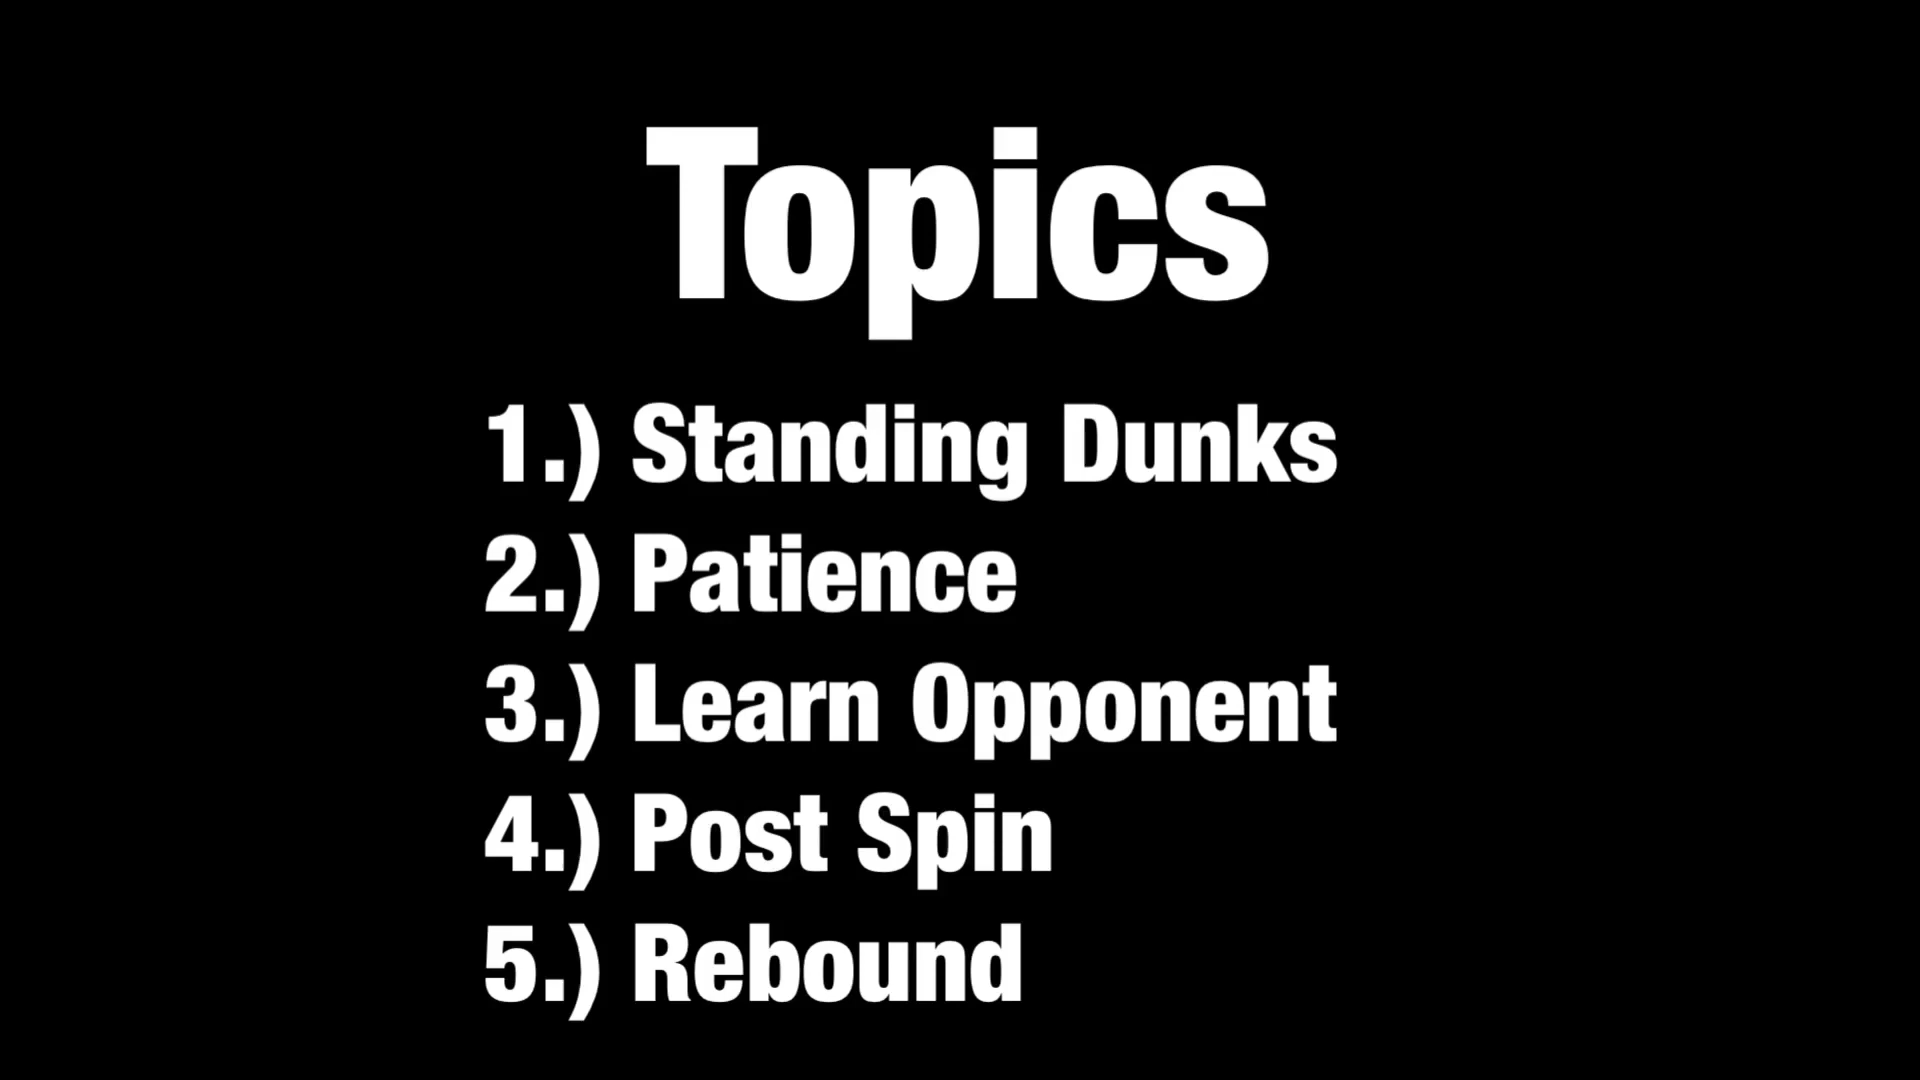 Topics
1.) Standing Dunks
2.) Patience
3.) Learn Opponent
4.) Post Spin
5.) Rebound